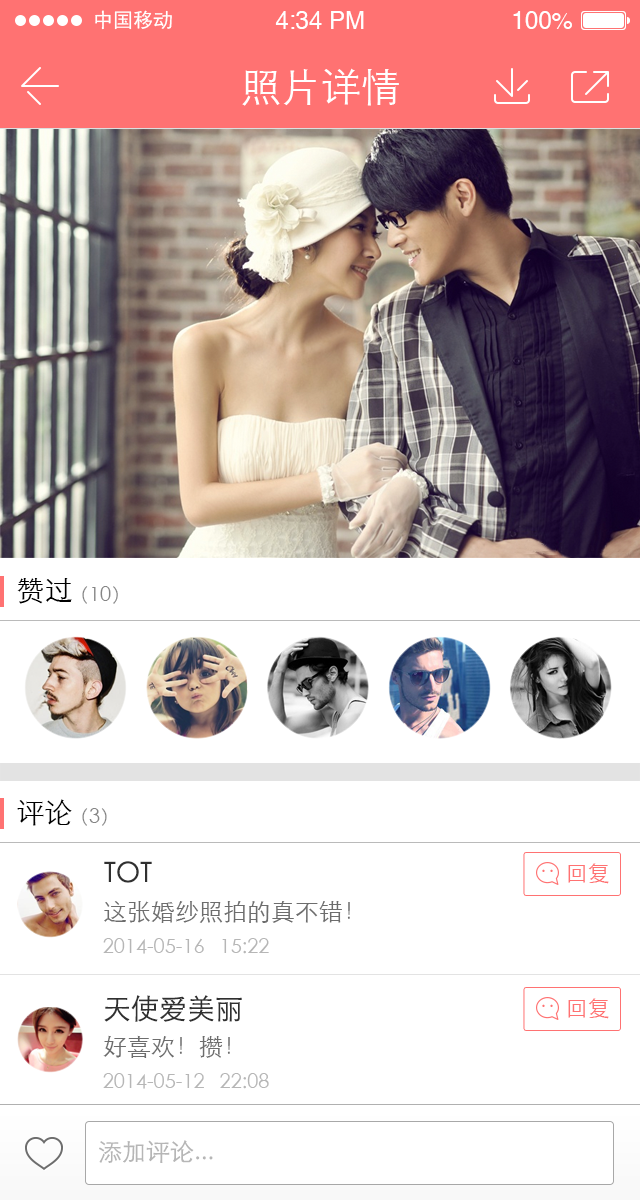 中国移动 4:34 PM 100%
照片详情
赞过 (10)
评论 (3)
TOT
回复
这张婚纱照拍的真不错!
2014-05-16 15:22
天使爱美丽
回复
好喜欢! 攒!
2014-05-12 22:08
添加评论...